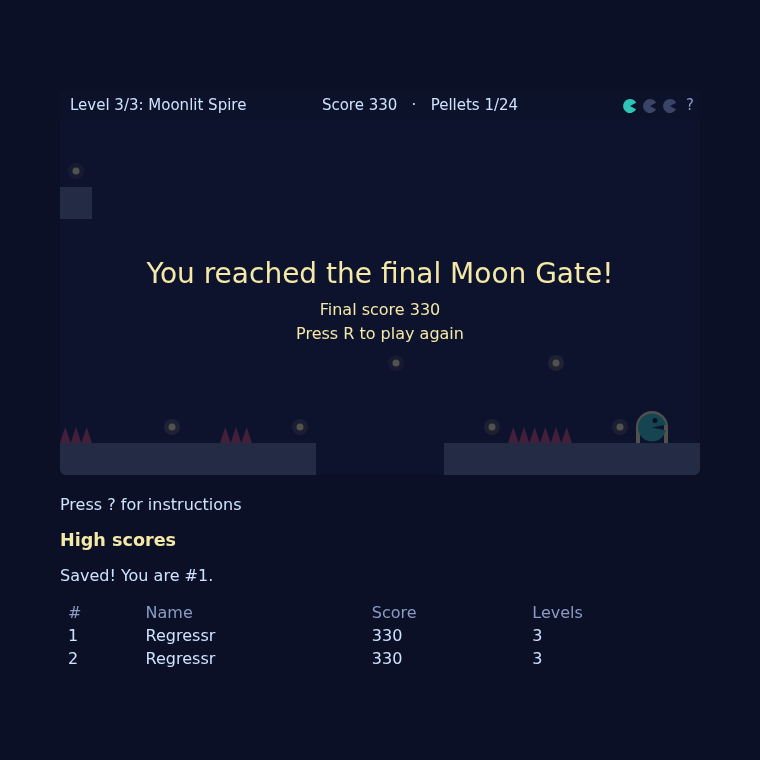 Level 3/3: Moonlit Spire Score 330 · Pellets 1/24 ?
You reached the final Moon Gate!
Final score 330
Press R to play again
Press ? for instructions
High scores
Saved! You are #1.
# Name Score Levels
1 Regressr 330 3
2 Regressr 330 3